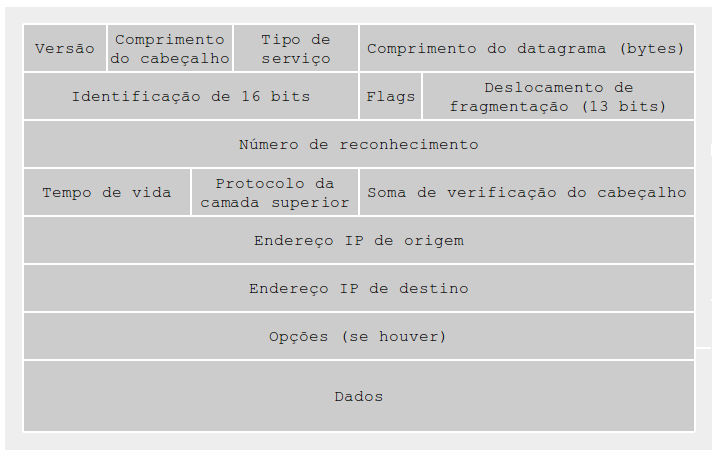 Versão
Comprimento
do cabeçalho
Tipo de
serviço
Comprimento do datagrama (bytes)
Identificação de 16 bits
Flags
Deslocamento de
fragmentação (13 bits)
Número de reconhecimento
Tempo de vida
Protocolo da
camada superior
Soma de verificação do cabeçalho
Endereço IP de origem
Endereço IP de destino
Opções (se houver)
Dados